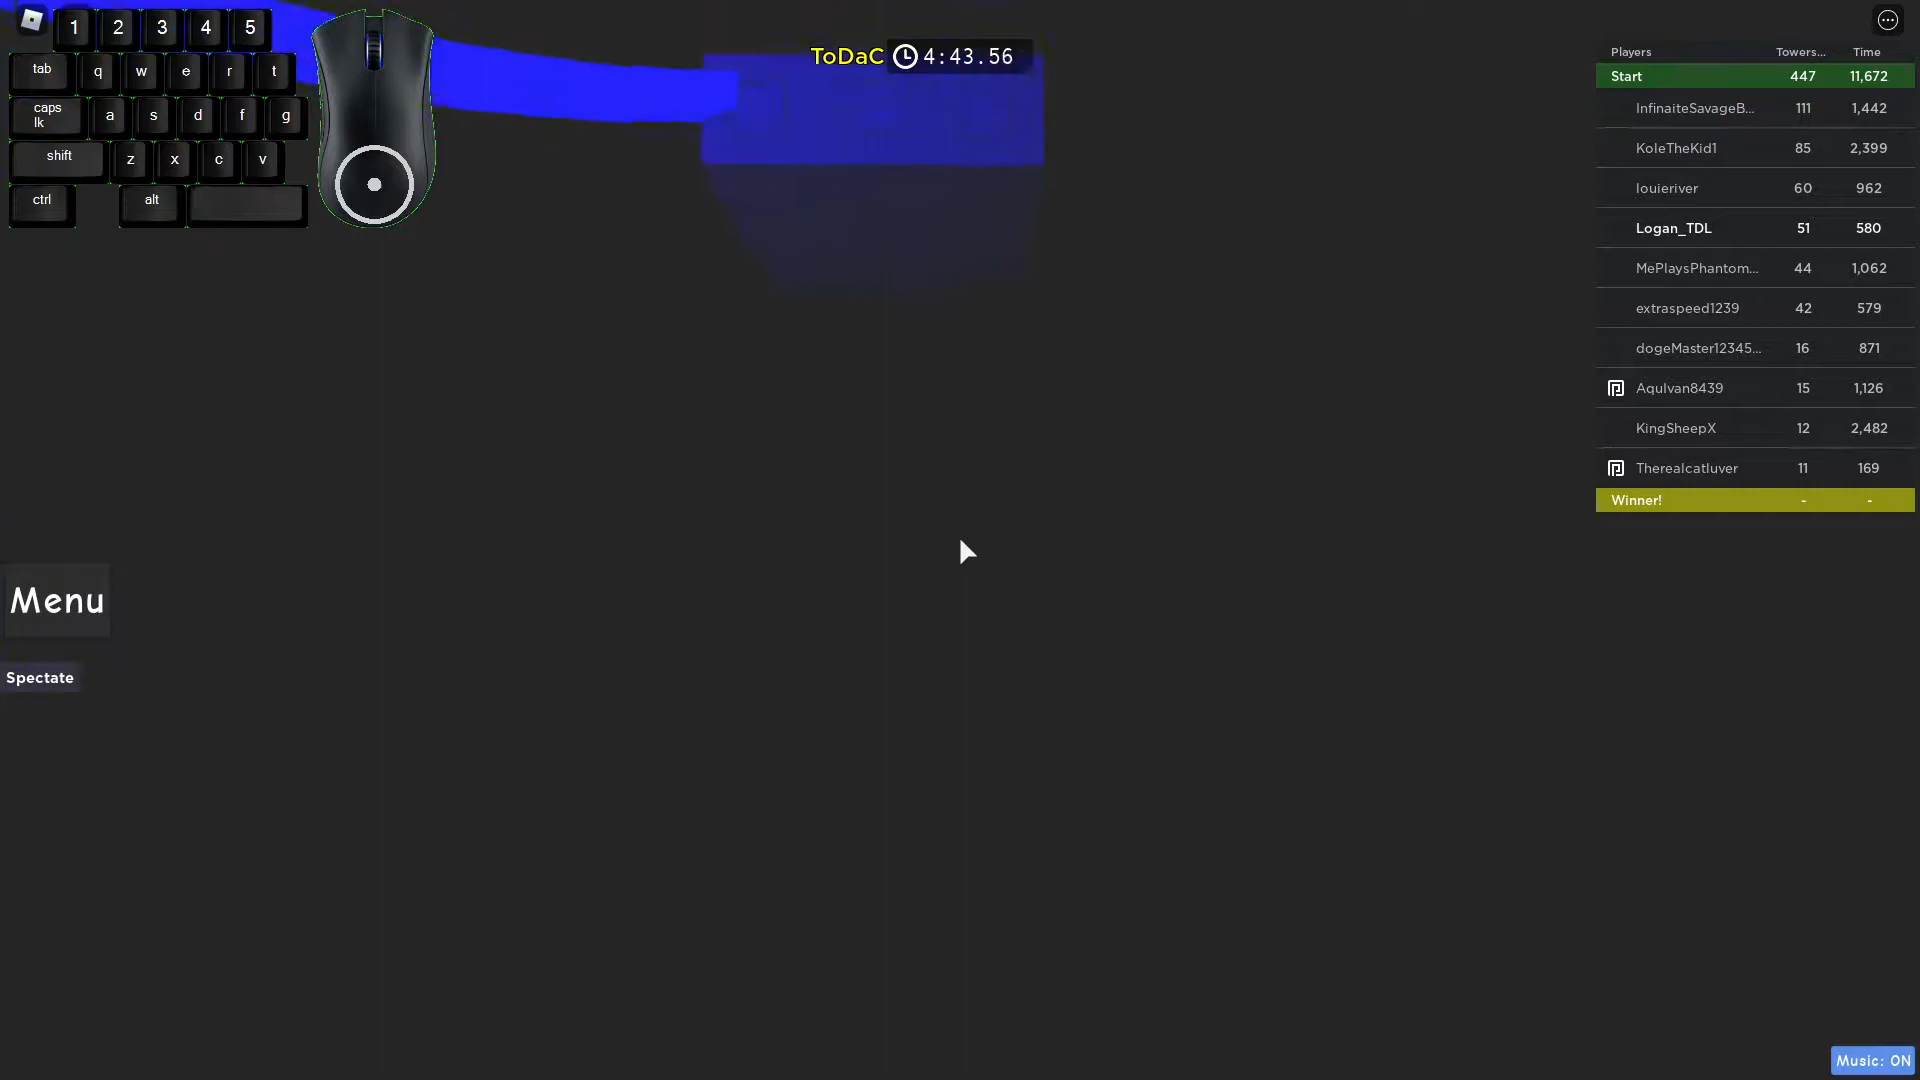 1 2 3 4 5
tab q w e r t
caps
lk
a s d f g
shift z x c v
ctrl alt
ToDaC 4:43.56
Menu
Spectate
Players Towers... Time
Start 447 11,672
InfinaiteSavageB... 111 1,442
KoleTheKid1 85 2,399
louieriver 60 962
Logan_TDL 51 580
MePlaysPhantom... 44 1,062
extraspeed1239 42 579
dogeMaster12345... 16 871
AquIvan8439 15 1,126
KingSheepX 12 2,482
Therealcatluver 11 169
Winner! - -
Music: ON